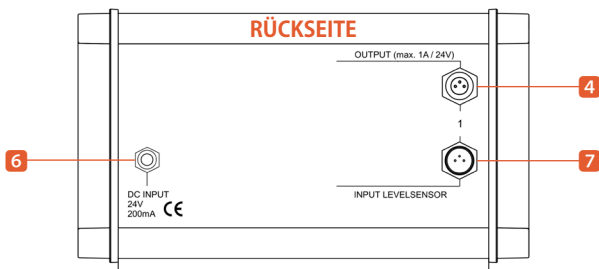 RÜCKSEITE
OUTPUT (max. 1A / 24V)
4
1
6
7
DC INPUT
24V
200mA CE
INPUT LEVELSENSOR